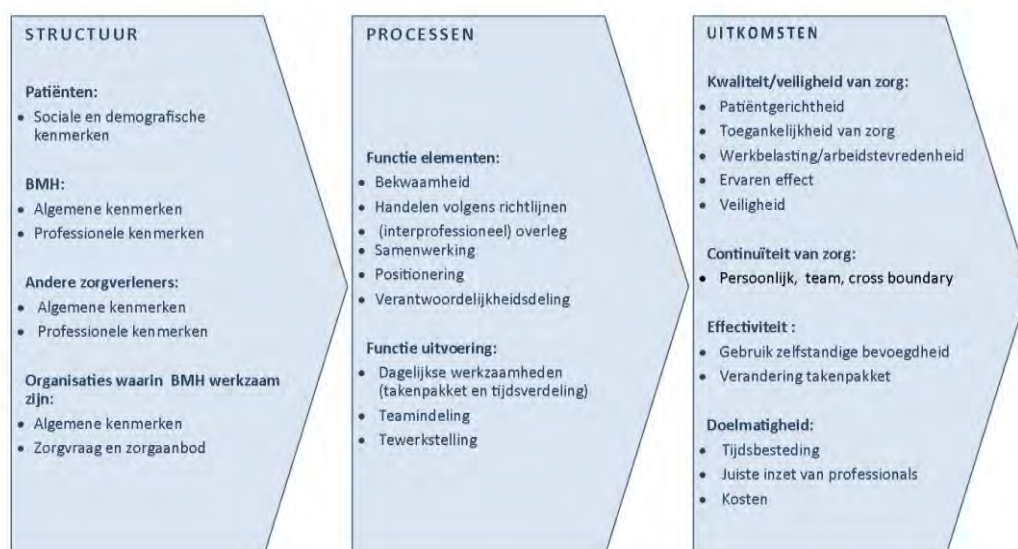 STRUCTUUR
Patiënten:
• Sociale en demografische
kenmerken
BMH:
• Algemene kenmerken
• Professionele kenmerken
Andere zorgverleners:
• Algemene kenmerken
• Professionele kenmerken
Organisaties waarin BMH werkzaam
zijn:
• Algemene kenmerken
• Zorgvraag en zorgaanbod
PROCESSEN
Functie elementen:
• Bekwaamheid
• Handelen volgens richtlijnen
• (interprofessioneel) overleg
• Samenwerking
• Positionering
• Verantwoordelijkheidsdeling
Functie uitvoering:
• Dagelijkse werkzaamheden
(takenpakket en tijdsverdeling)
• Teamindeling
• Tewerkstelling
UITKOMSTEN
Kwaliteit/veiligheid van zorg:
• Patiëntgerichtheid
• Toegankelijkheid van zorg
• Werkbelasting/arbeidstevredenheid
• Ervaren effect
• Veiligheid
Continuïteit van zorg:
• Persoonlijk, team, cross boundary
Effectiviteit :
• Gebruik zelfstandige bevoegdheid
• Verandering takenpakket
Doelmatigheid:
• Tijdsbesteding
• Juiste inzet van professionals
• Kosten